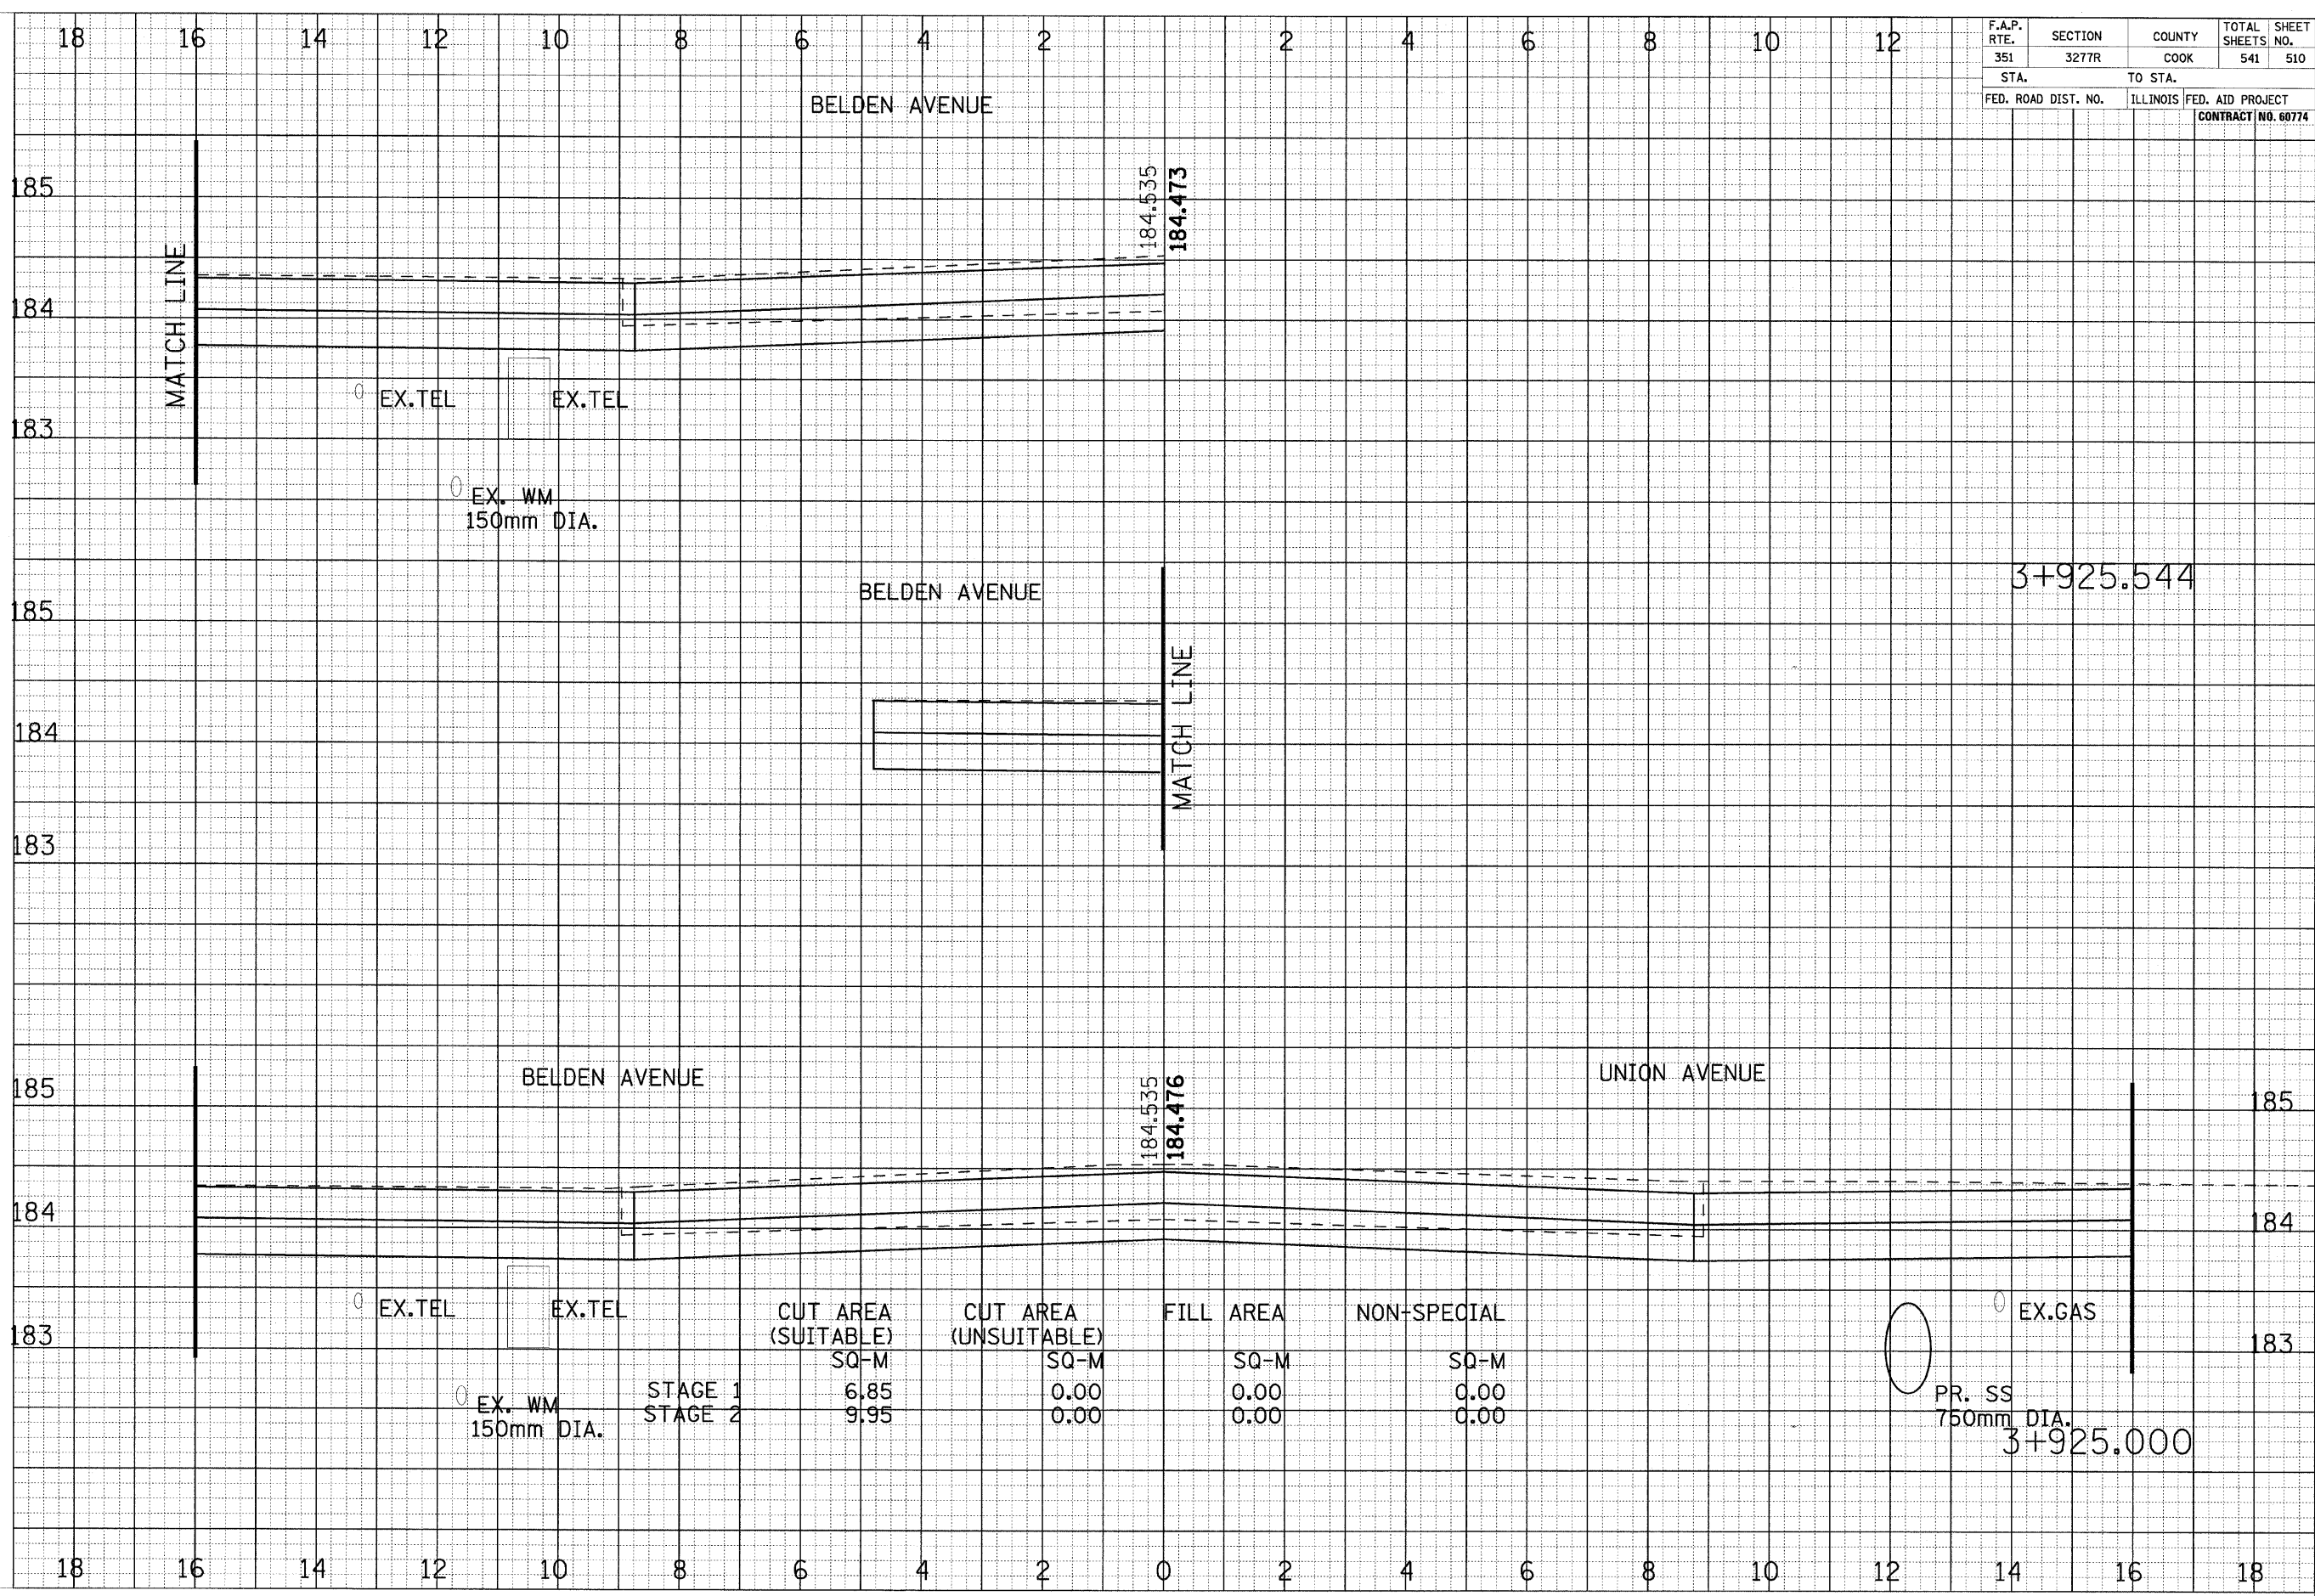 18 16 14 12 10 8 6 4 2 2 4 6 8 10 12
F.A.P. RTE. SECTION COUNTY TOTAL SHEETS SHEET NO.
351 3277R COOK 541 510
STA. TO STA.
FED. ROAD DIST. NO. ILLINOIS FED. AID PROJECT
CONTRACT NO. 60774
BELDEN AVENUE
184.535
184.473
185
184
183
MATCH LINE
EX.TEL
EX.TEL
EX. WM
150mm DIA.
3+925.544
BELDEN AVENUE
185
184
183
MATCH LINE
BELDEN AVENUE
184.535
184.476
UNION AVENUE
185 185
184 184
183 183
EX.TEL
EX.TEL
EX. WM
150mm DIA.
CUT AREA CUT AREA FILL AREA NON-SPECIAL
(SUITABLE) (UNSUITABLE)
SQ-M SQ-M SQ-M SQ-M
STAGE 1 6.85 0.00 0.00 0.00
STAGE 2 9.95 0.00 0.00 0.00
EX.GAS
PR. SS
750mm DIA.
3+925.000
18 16 14 12 10 8 6 4 2 0 2 4 6 8 10 12 14 16 18